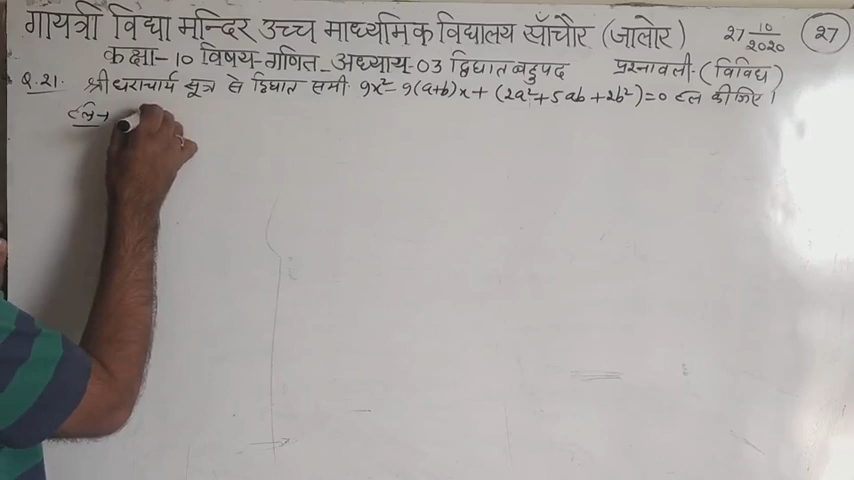 गायत्री विद्या मन्दिर उच्च माध्यमिक विद्यालय साँचौर (जालोर) 27 10/2020 27
कक्षा-10 विषय-गणित-अध्याय-03 द्विघात बहुपद प्रश्नावली-(विविध)
Q.21. श्रीधराचार्य सूत्र से द्विघात समी. 9x²-9(a+b)x+(2a²+5ab+2b²)=0 हल कीजिए।
हल→